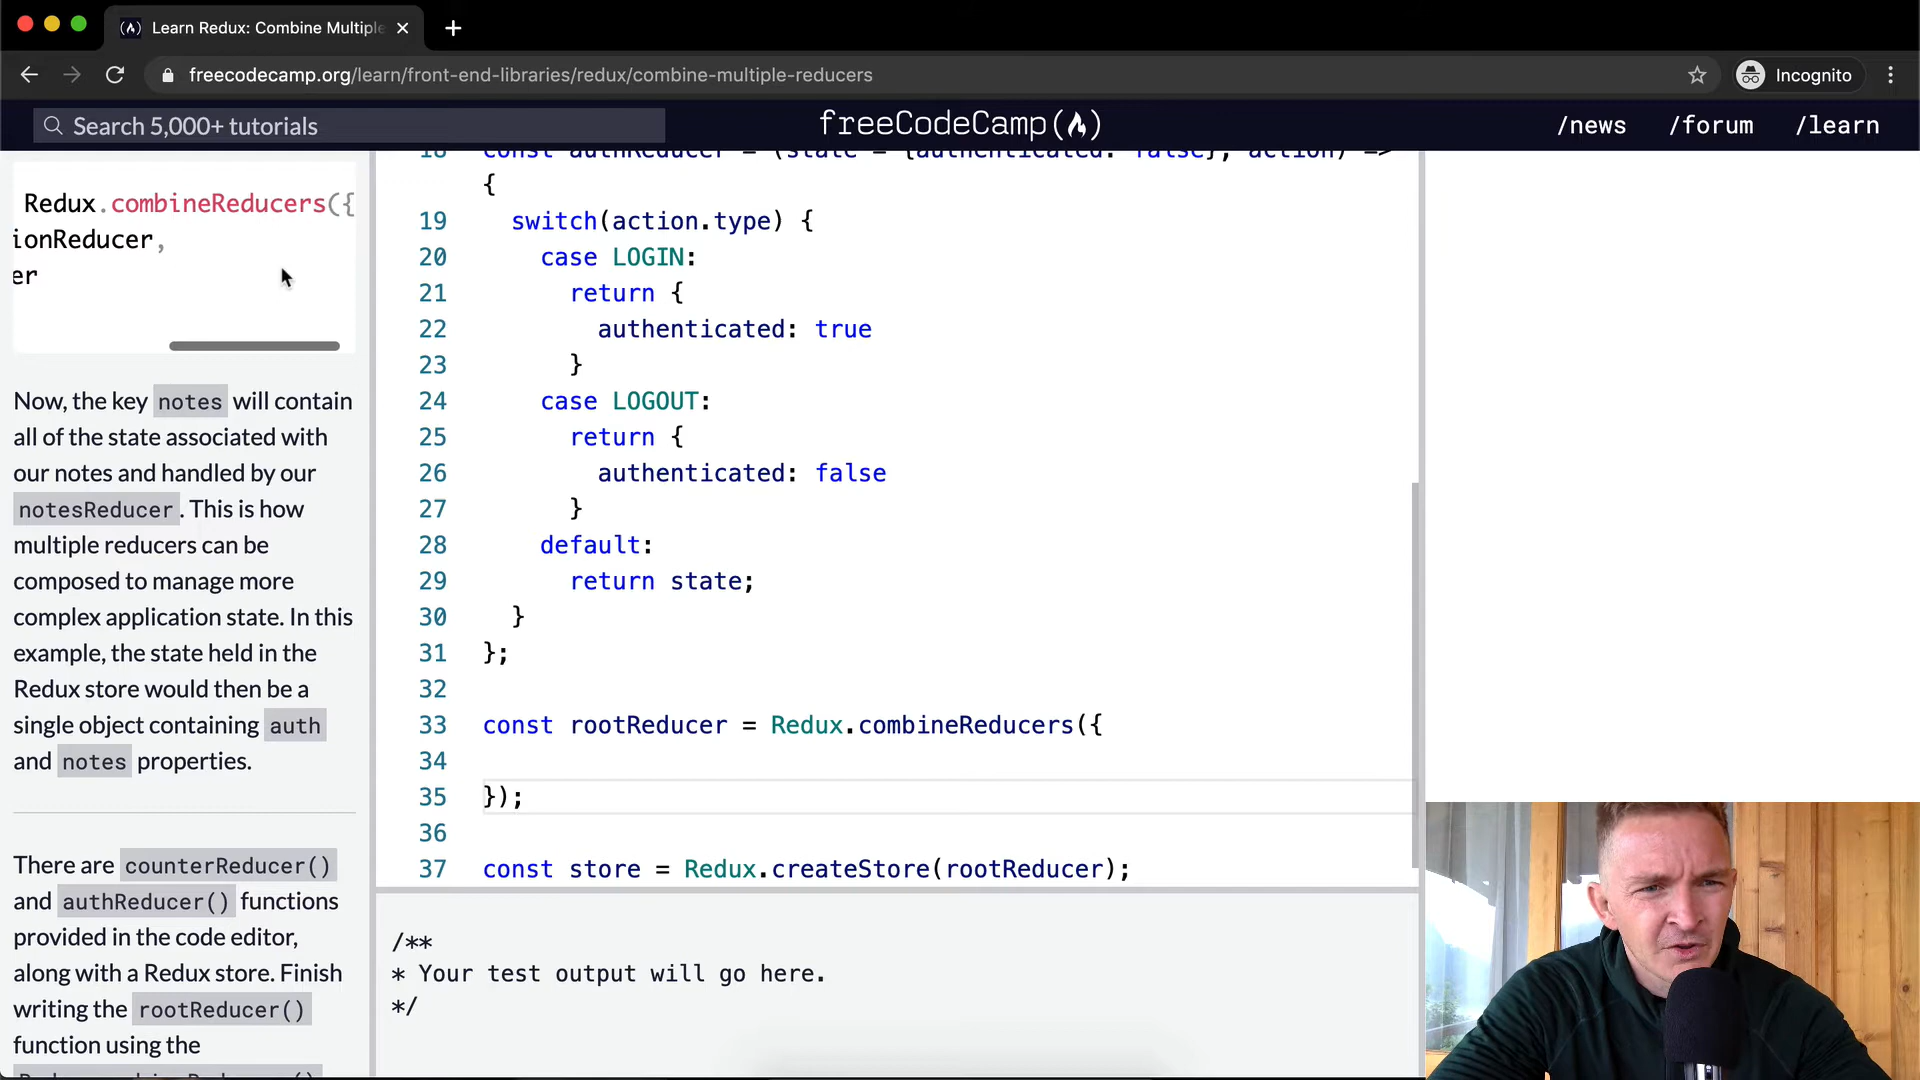 Learn Redux: Combine Multiple
freecodecamp.org/learn/front-end-libraries/redux/combine-multiple-reducers
Incognito
Search 5,000+ tutorials
freeCodeCamp(🔥)
/news /forum /learn
Redux.combineReducers({
ionReducer,
er
Now, the key notes will contain
all of the state associated with
our notes and handled by our
notesReducer. This is how
multiple reducers can be
composed to manage more
complex application state. In this
example, the state held in the
Redux store would then be a
single object containing auth
and notes properties.
There are counterReducer()
and authReducer() functions
provided in the code editor,
along with a Redux store. Finish
writing the rootReducer()
function using the
18 const authReducer = (state = {authenticated: false}, action) =>
{
19 switch(action.type) {
20 case LOGIN:
21 return {
22 authenticated: true
23 }
24 case LOGOUT:
25 return {
26 authenticated: false
27 }
28 default:
29 return state;
30 }
31 };
32
33 const rootReducer = Redux.combineReducers({
34
35 });
36
37 const store = Redux.createStore(rootReducer);
/**
* Your test output will go here.
*/